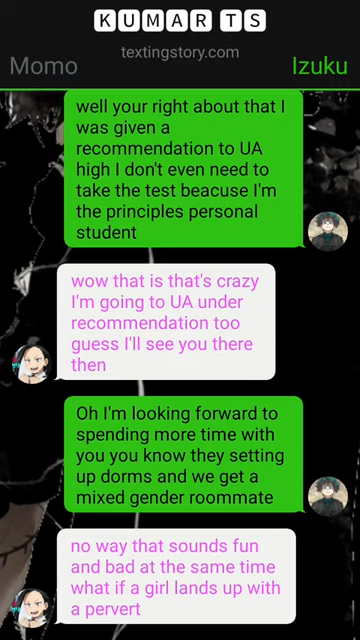 KUMAR TS
textingstory.com
Momo Izuku
well your right about that I
was given a
recommendation to UA
high I don't even need to
take the test beacuse I'm
the principles personal
student
wow that is that's crazy
I'm going to UA under
recommendation too
guess I'll see you there
then
Oh I'm looking forward to
spending more time with
you you know they setting
up dorms and we get a
mixed gender roommate
no way that sounds fun
and bad at the same time
what if a girl lands up with
a pervert